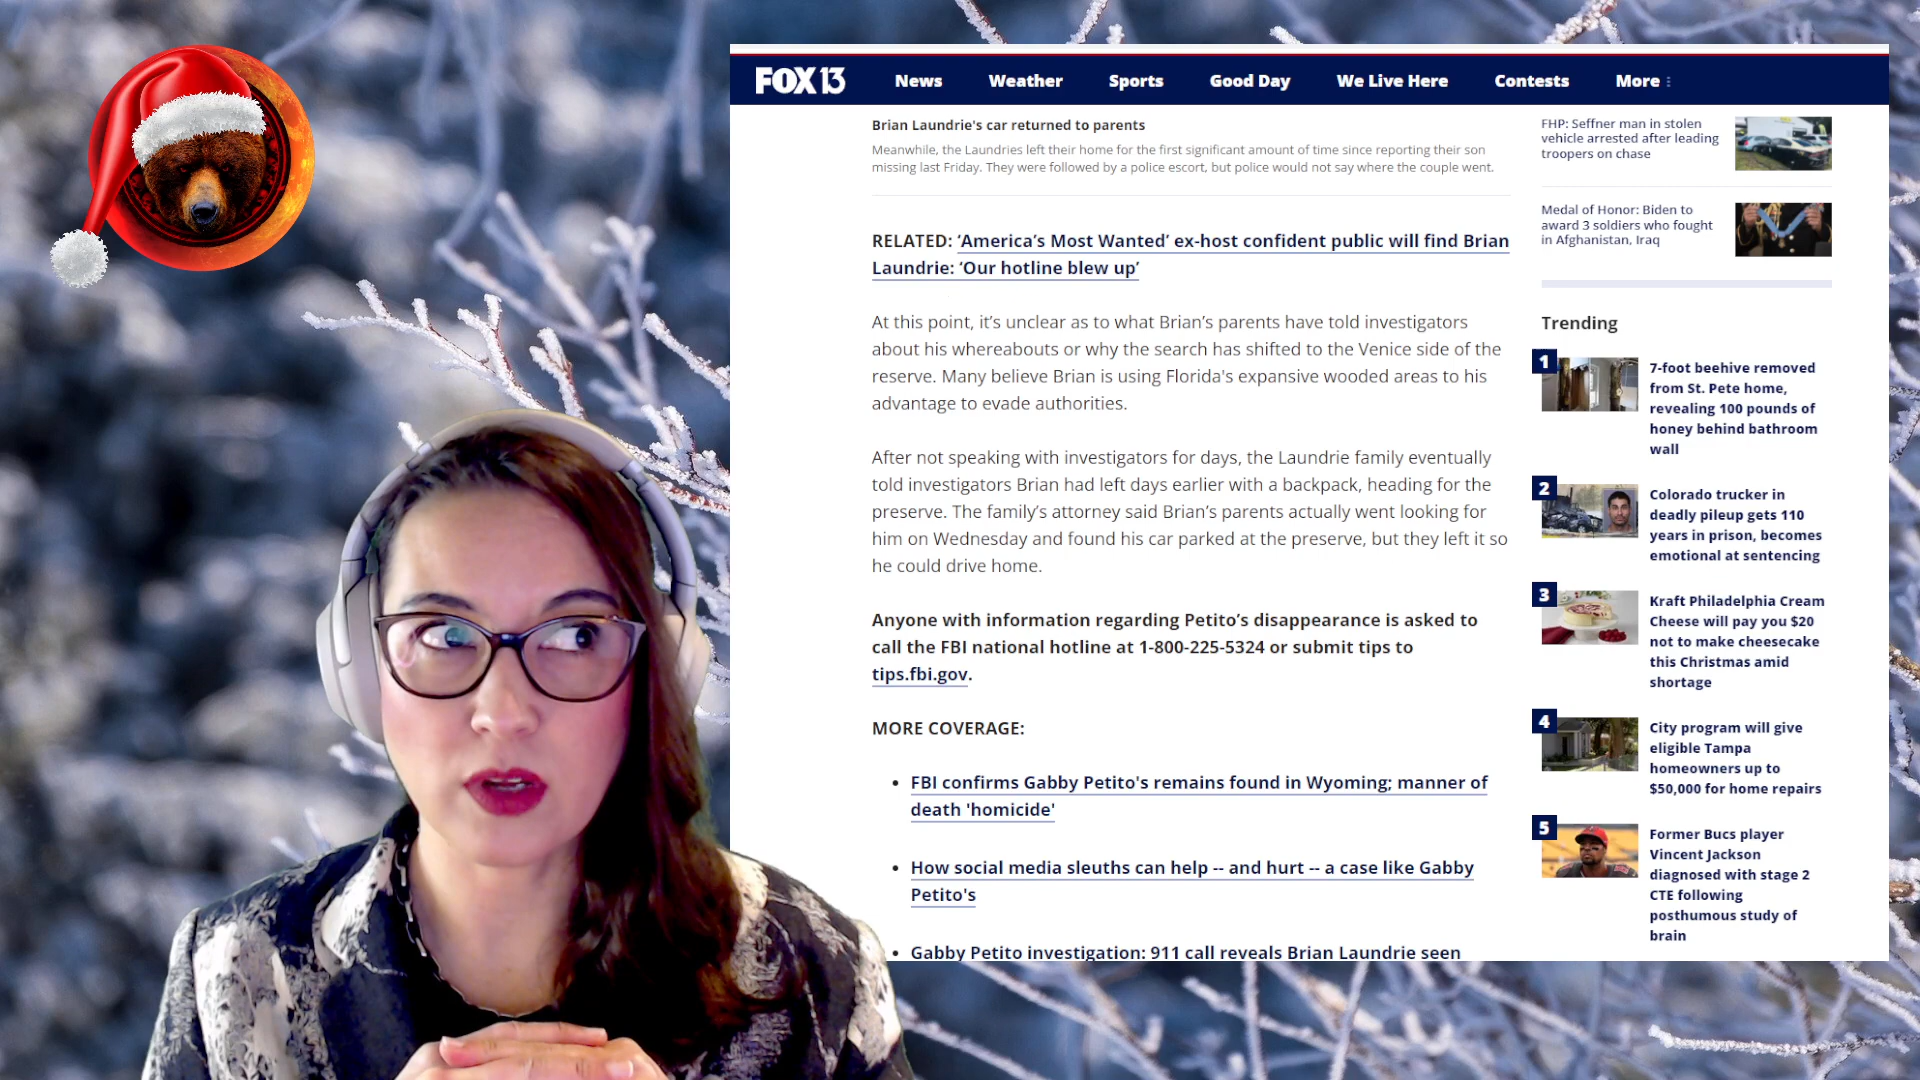 FOX 13
News
Weather
Sports
Good Day
We Live Here
Contests
More
Brian Laundrie's car returned to parents
Meanwhile, the Laundries left their home for the first significant amount of time since reporting their son
missing last Friday. They were followed by a police escort, but police would not say where the couple went.
RELATED: ‘America’s Most Wanted’ ex-host confident public will find Brian
Laundrie: ‘Our hotline blew up’
At this point, it’s unclear as to what Brian’s parents have told investigators
about his whereabouts or why the search has shifted to the Venice side of the
reserve. Many believe Brian is using Florida's expansive wooded areas to his
advantage to evade authorities.
After not speaking with investigators for days, the Laundrie family eventually
told investigators Brian had left days earlier with a backpack, heading for the
preserve. The family’s attorney said Brian’s parents actually went looking for
him on Wednesday and found his car parked at the preserve, but they left it so
he could drive home.
Anyone with information regarding Petito’s disappearance is asked to
call the FBI national hotline at 1-800-225-5324 or submit tips to
tips.fbi.gov.
MORE COVERAGE:
• FBI confirms Gabby Petito's remains found in Wyoming; manner of
death 'homicide'
• How social media sleuths can help -- and hurt -- a case like Gabby
Petito's
• Gabby Petito investigation: 911 call reveals Brian Laundrie seen
FHP: Seffner man in stolen
vehicle arrested after leading
troopers on chase
Medal of Honor: Biden to
award 3 soldiers who fought
in Afghanistan, Iraq
Trending
1
7-foot beehive removed
from St. Pete home,
revealing 100 pounds of
honey behind bathroom
wall
2
Colorado trucker in
deadly pileup gets 110
years in prison, becomes
emotional at sentencing
3
Kraft Philadelphia Cream
Cheese will pay you $20
not to make cheesecake
this Christmas amid
shortage
4
City program will give
eligible Tampa
homeowners up to
$50,000 for home repairs
5
Former Bucs player
Vincent Jackson
diagnosed with stage 2
CTE following
posthumous study of
brain